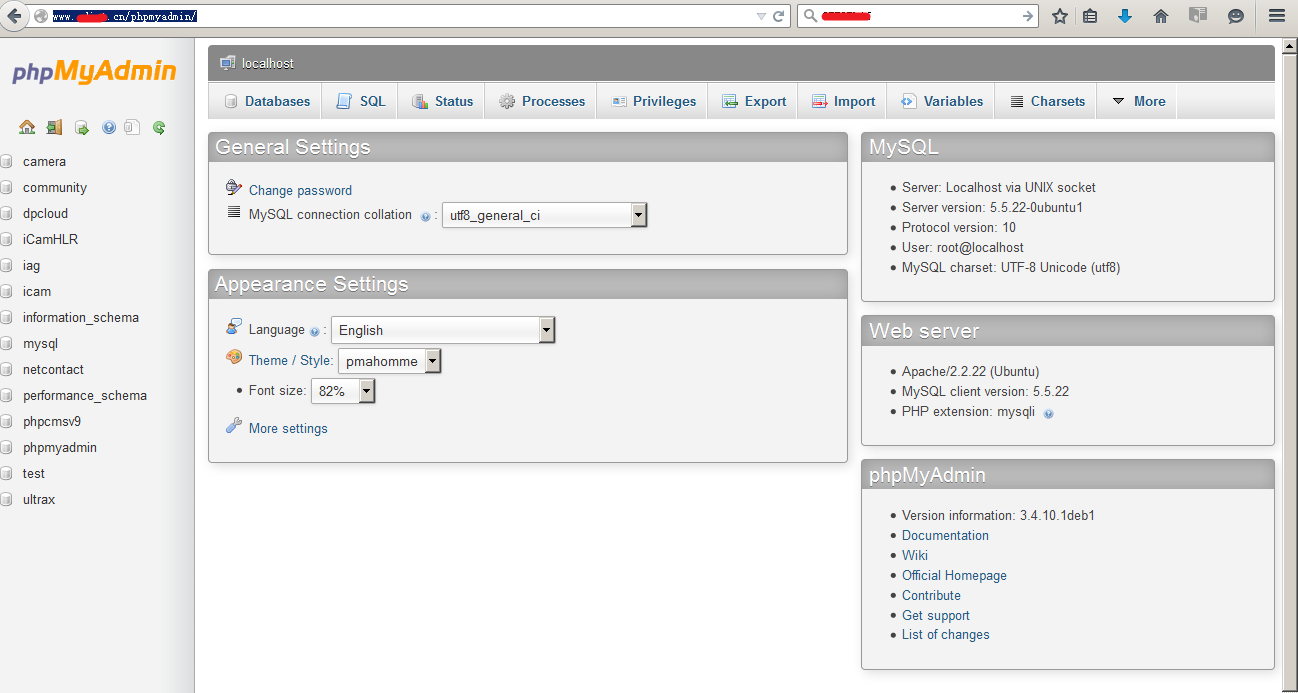 www.
.cn/phpmyadmin/
phpMyAdmin
camera
community
dpcloud
iCamHLR
iag
icam
information_schema
mysql
netcontact
performance_schema
phpcmsv9
phpmyadmin
test
ultrax
localhost
Databases SQL Status Processes Privileges Export Import Variables Charsets More
General Settings
Change password
MySQL connection collation : utf8_general_ci
Appearance Settings
Language : English
Theme / Style: pmahomme
• Font size: 82%
More settings
MySQL
• Server: Localhost via UNIX socket
• Server version: 5.5.22-0ubuntu1
• Protocol version: 10
• User: root@localhost
• MySQL charset: UTF-8 Unicode (utf8)
Web server
• Apache/2.2.22 (Ubuntu)
• MySQL client version: 5.5.22
• PHP extension: mysqli
phpMyAdmin
• Version information: 3.4.10.1deb1
• Documentation
• Wiki
• Official Homepage
• Contribute
• Get support
• List of changes